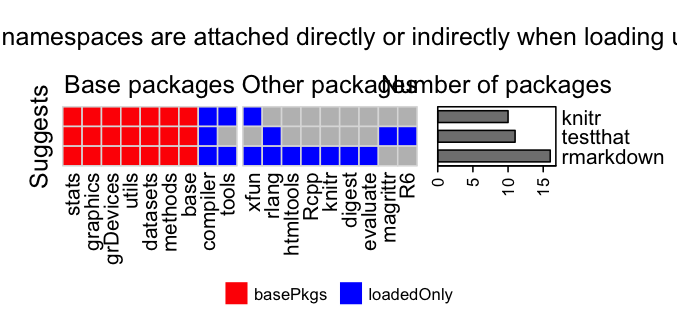 namespaces are attached directly or indirectly when loading u
Base packages
Other packages
Number of packages
Suggests
knitr
testthat
rmarkdown
stats
graphics
grDevices
utils
datasets
methods
base
compiler
tools
xfun
rlang
htmltools
Rcpp
knitr
digest
evaluate
magrittr
R6
0
5
10
15
basePkgs
loadedOnly